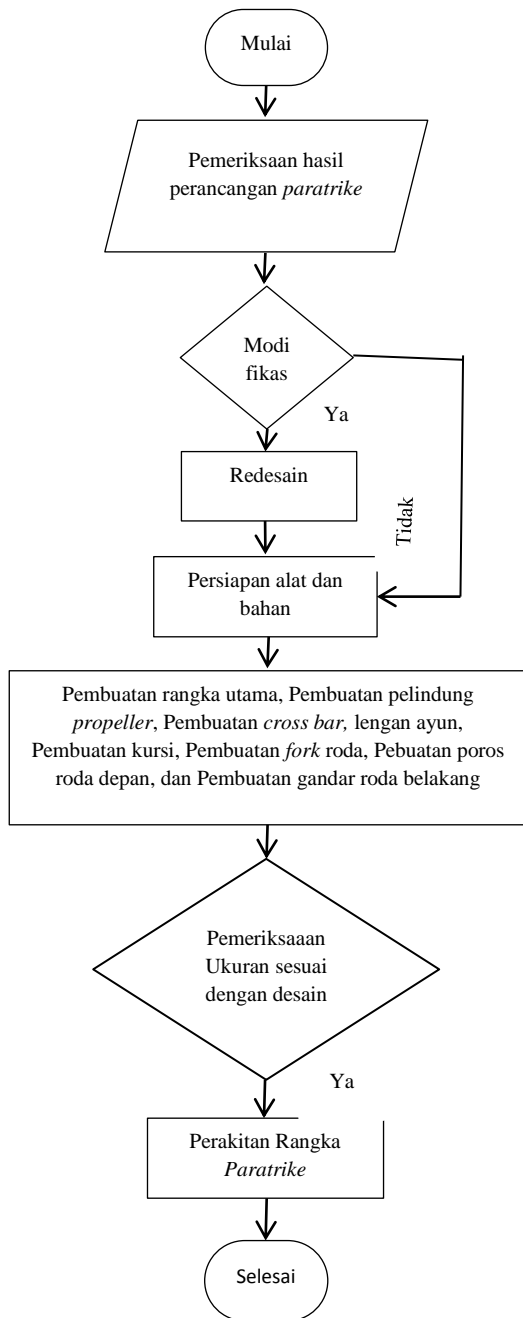 Mulai
Pemeriksaan hasil
perancangan paratrike
Modi
fikas
Ya
Redesain
Tidak
Persiapan alat dan
bahan
Pembuatan rangka utama, Pembuatan pelindung
propeller, Pembuatan cross bar, lengan ayun,
Pembuatan kursi, Pembuatan fork roda, Pebuatan poros
roda depan, dan Pembuatan gandar roda belakang
Pemeriksaaan
Ukuran sesuai
dengan desain
Ya
Perakitan Rangka
Paratrike
Selesai